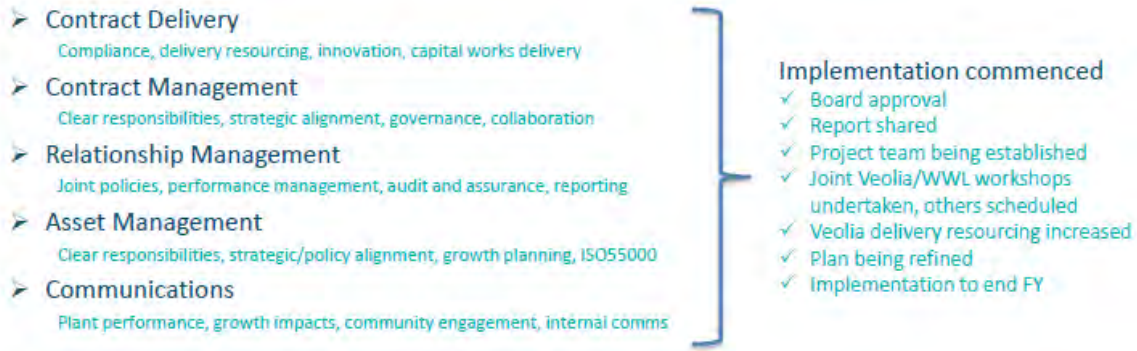 Contract Delivery
Compliance, delivery resourcing, innovation, capital works delivery
Contract Management
Clear responsibilities, strategic alignment, governance, collaboration
Relationship Management
Joint policies, performance management, audit and assurance, reporting
Asset Management
Clear responsibilities, strategic/policy alignment, growth planning, ISO55000
Communications
Plant performance, growth impacts, community engagement, internal comms
Implementation commenced
✓ Board approval
✓ Report shared
✓ Project team being established
✓ Joint Veolia/WWL workshops
undertaken, others scheduled
✓ Veolia delivery resourcing increased
✓ Plan being refined
✓ Implementation to end FY